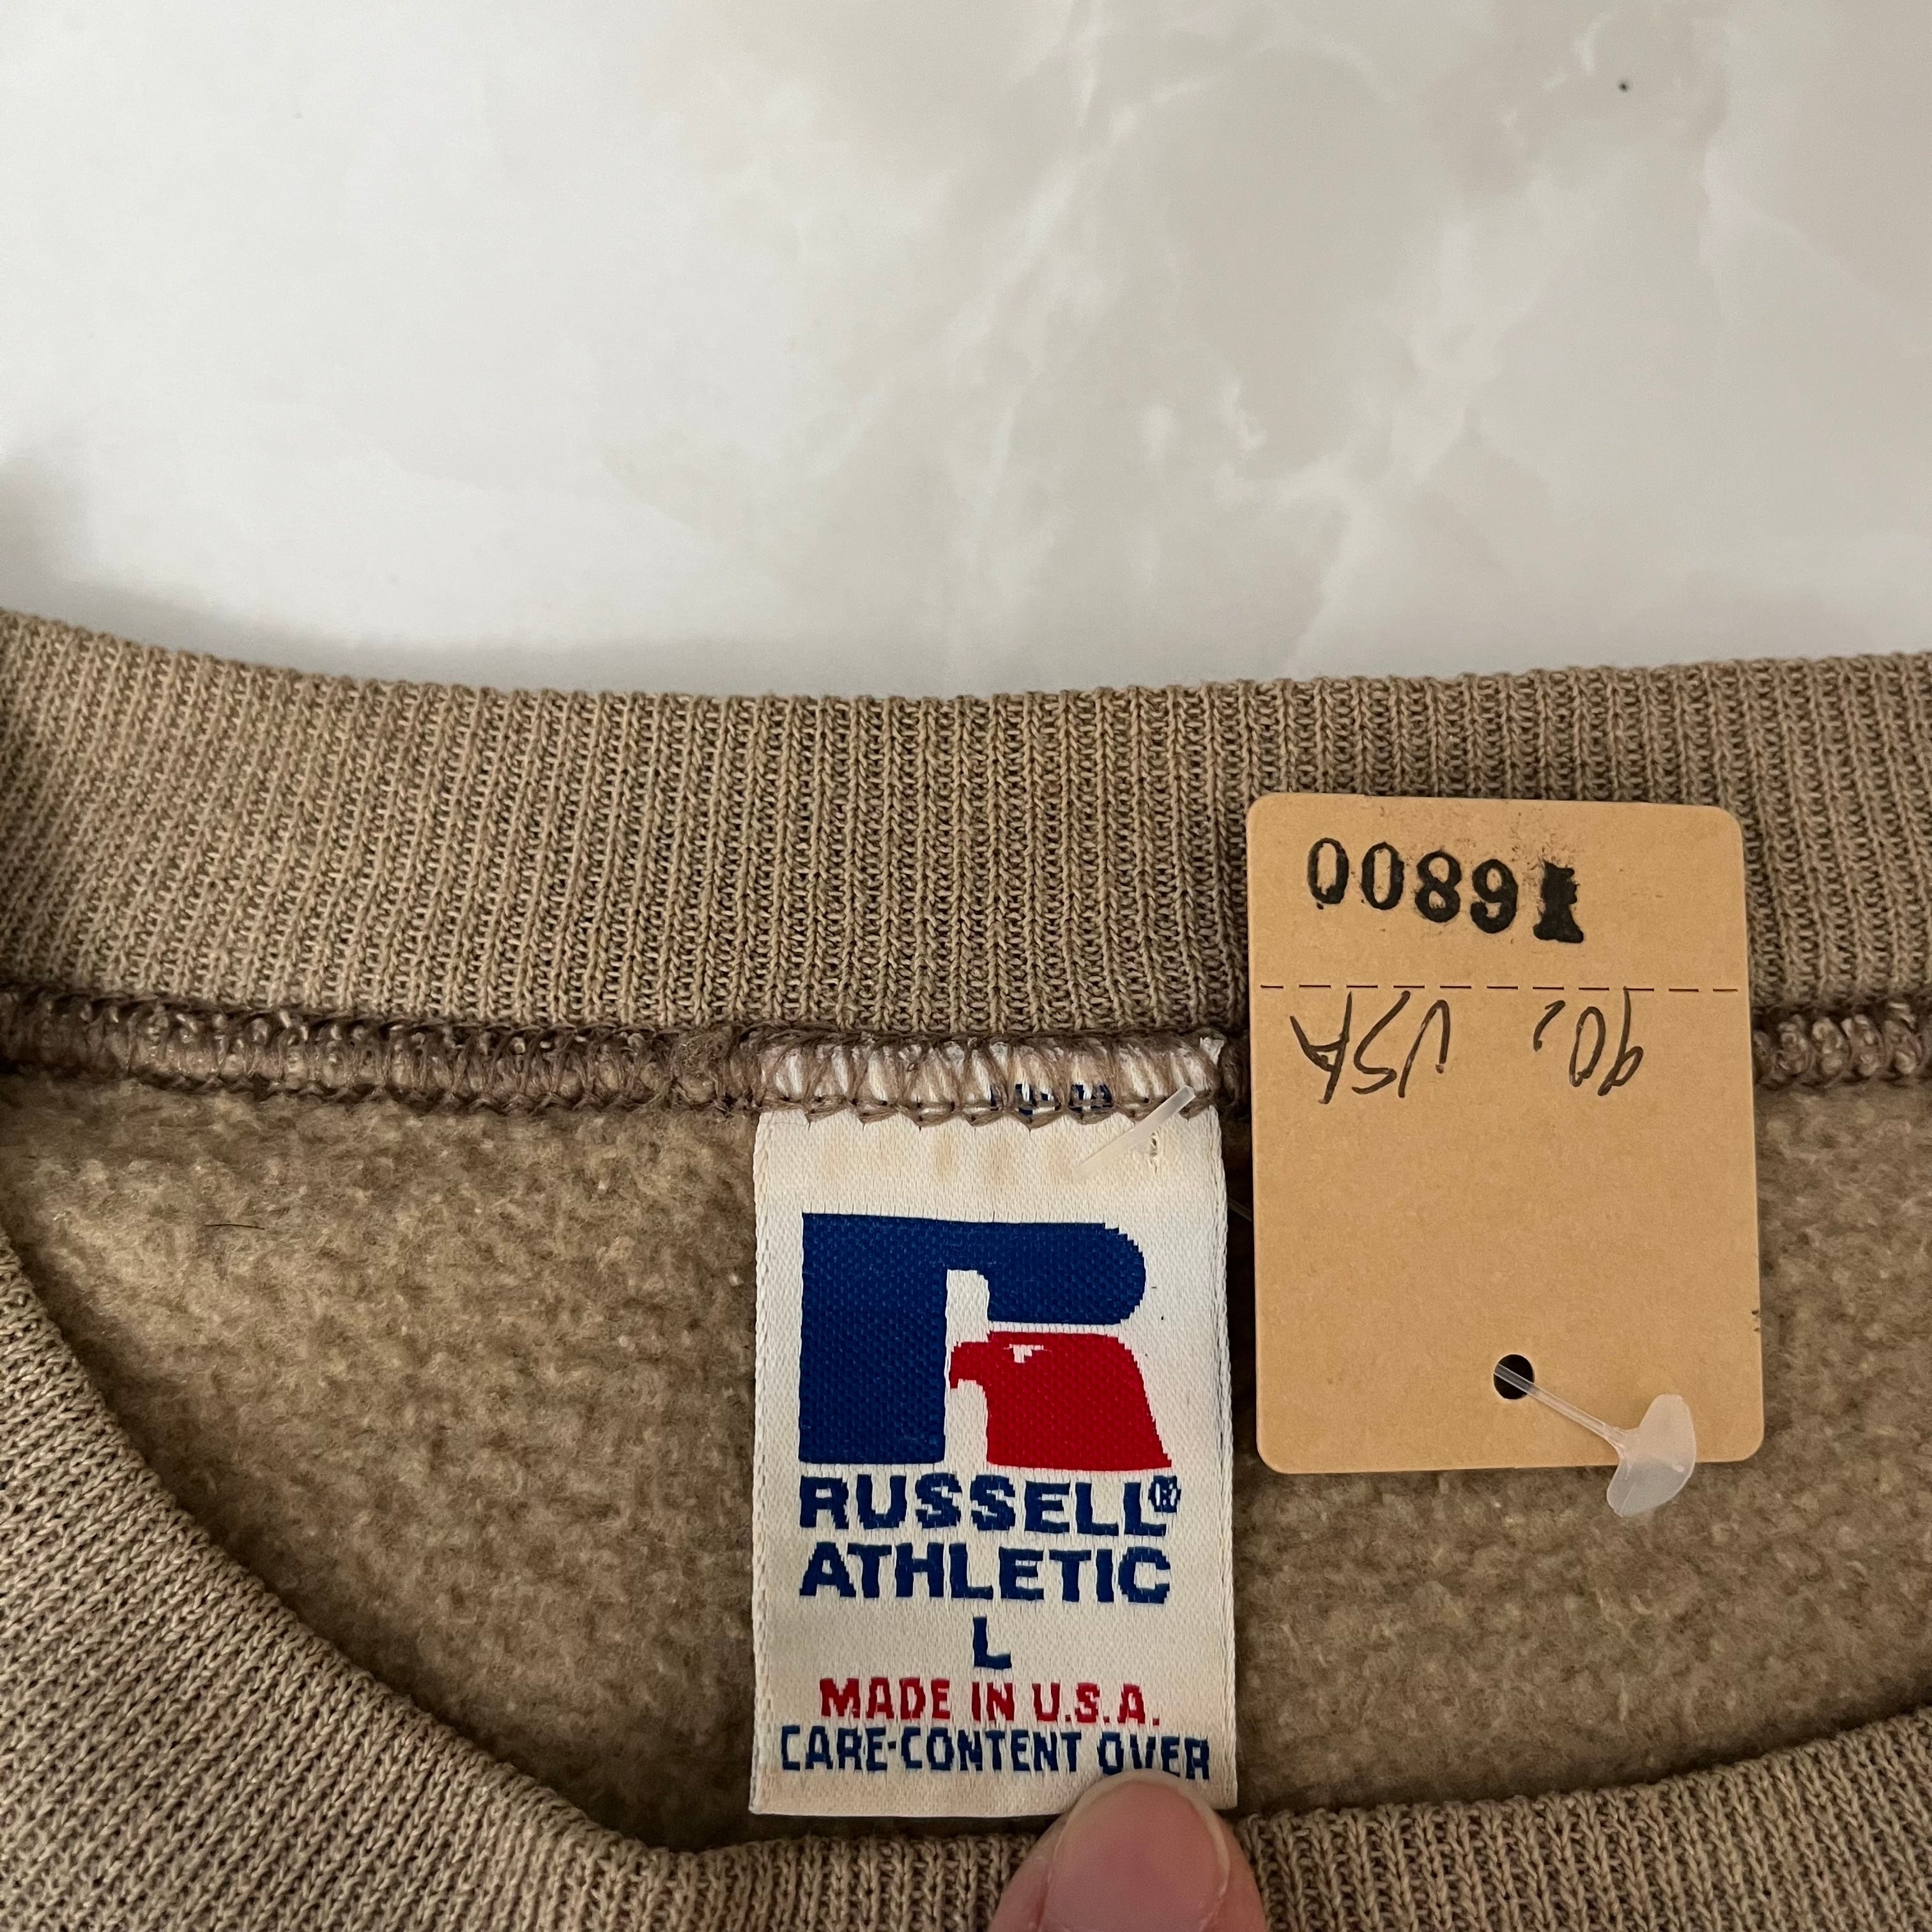 00891
90s USA
RUSSELL®
ATHLETIC
L
MADE IN U.S.A.
CARE-CONTENT OVER